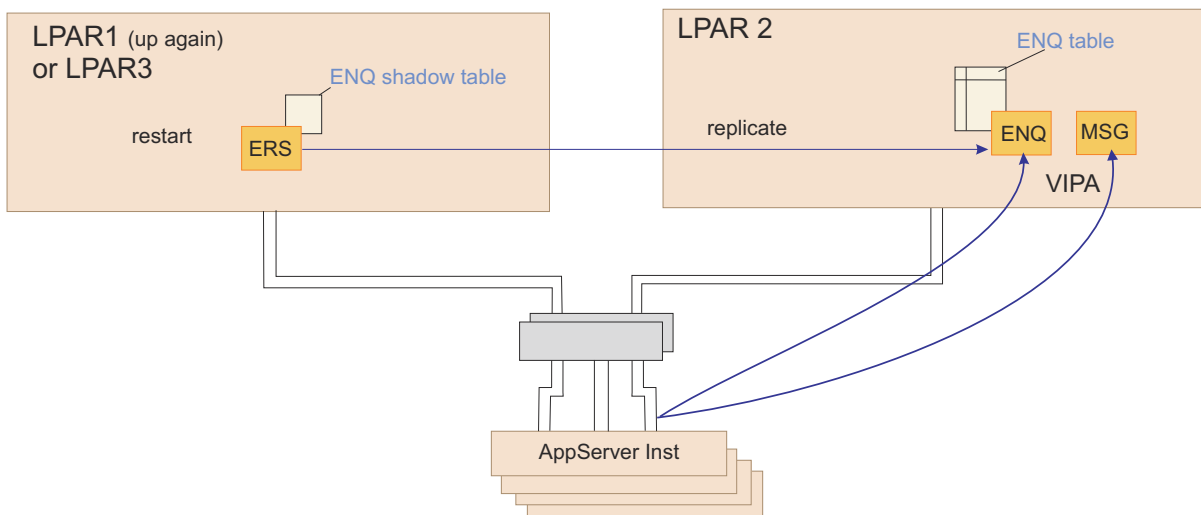 LPAR1 (up again)
or LPAR3
ENQ shadow table
restart
ERS
LPAR 2
ENQ table
replicate
ENQ
MSG
VIPA
AppServer Inst